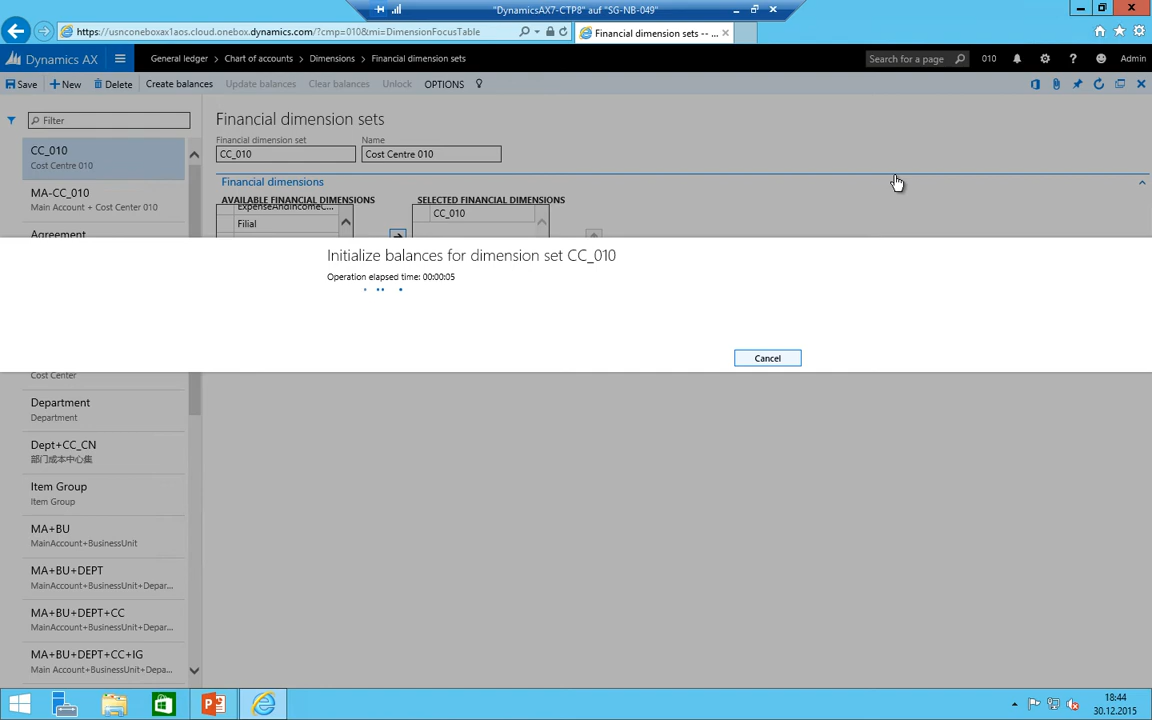 "DynamicsAX7-CTP8" auf "SG-NB-049"
https://usnconeboxax1aos.cloud.onebox.dynamics.com/?cmp=010&mi=DimensionFocusTable
Financial dimension sets -- ...
Dynamics AX
General ledger > Chart of accounts > Dimensions > Financial dimension sets
Search for a page
010
Admin
Save
New
Delete
Create balances
Update balances
Clear balances
Unlock
OPTIONS
Filter
Financial dimension sets
Financial dimension set
Name
CC_010
Cost Centre 010
CC_010
Cost Centre 010
Financial dimensions
AVAILABLE FINANCIAL DIMENSIONS
SELECTED FINANCIAL DIMENSIONS
ExpenseAndIncomeC...
Filial
CC_010
MA-CC_010
Main Account + Cost Center 010
Agreement
Initialize balances for dimension set CC_010
Operation elapsed time: 00:00:05
Cancel
Cost Center
Department
Department
Dept+CC_CN
部门成本中心集
Item Group
Item Group
MA+BU
MainAccount+BusinessUnit
MA+BU+DEPT
MainAccount+BusinessUnit+Depar...
MA+BU+DEPT+CC
MainAccount+BusinessUnit+Depar...
MA+BU+DEPT+CC+IG
Main Account+BusinessUnit+Depa...
18:44
30.12.2015